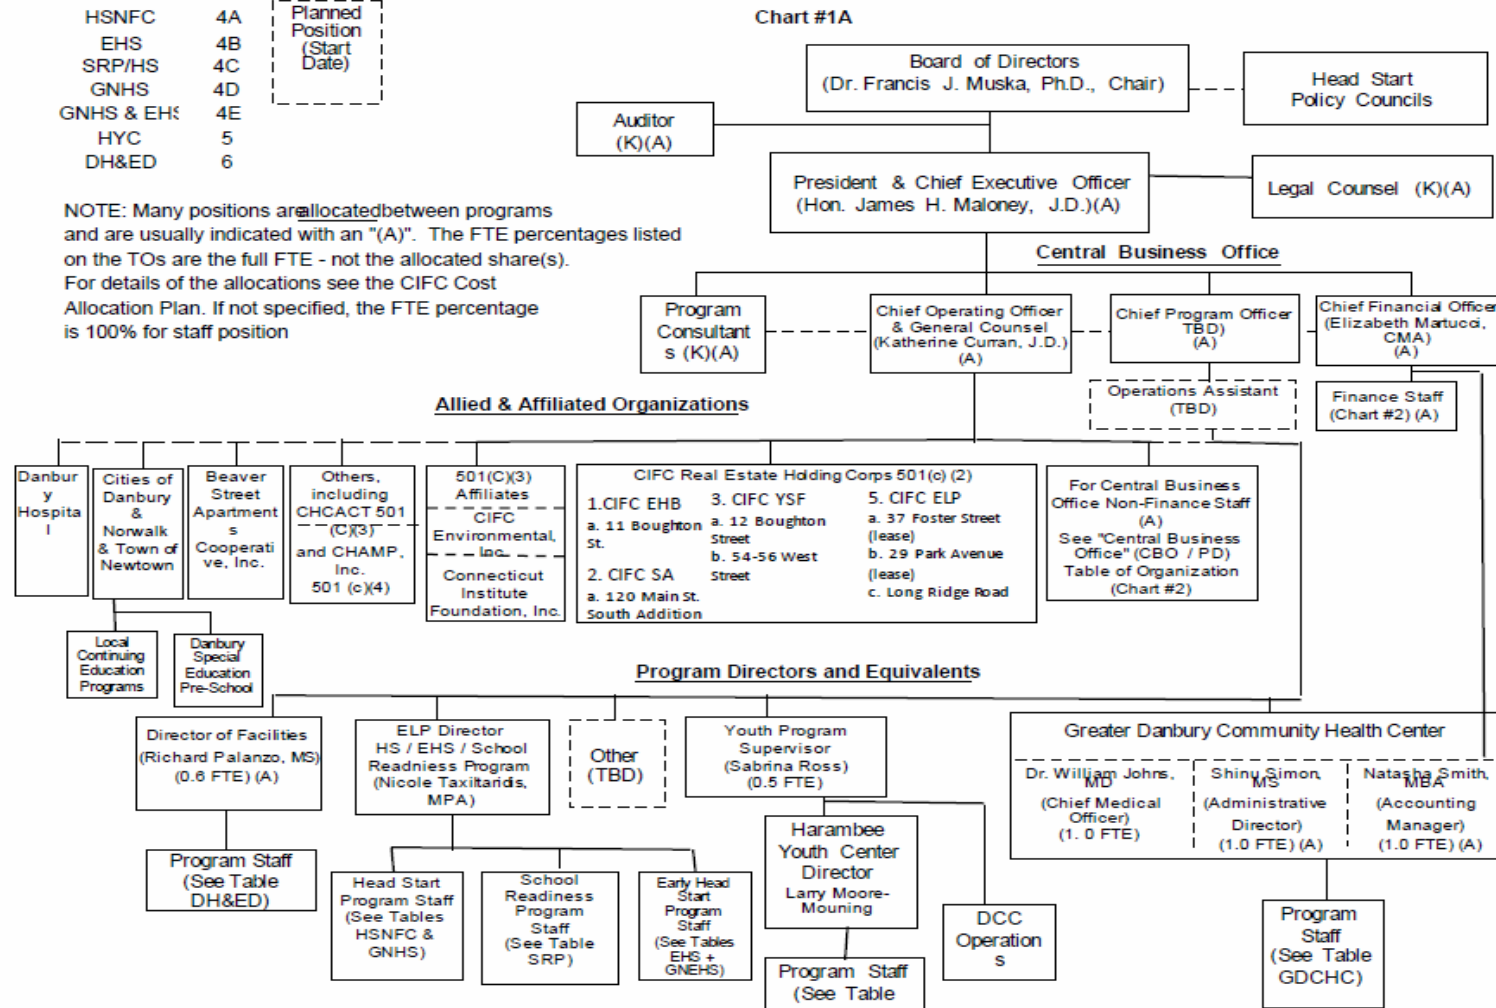 HSNFC 4A
EHS 4B
SRP/HS 4C
GNHS 4D
GNHS & EHS 4E
HYC 5
DH&ED 6
Planned
Position
(Start
Date)
Chart #1A
Board of Directors
(Dr. Francis J. Muska, Ph.D., Chair)
Head Start
Policy Councils
Auditor
(K)(A)
President & Chief Executive Officer
(Hon. James H. Maloney, J.D.)(A)
Legal Counsel (K)(A)
NOTE: Many positions are allocated between programs
and are usually indicated with an "(A)". The FTE percentages listed
on the TOs are the full FTE - not the allocated share(s).
For details of the allocations see the CIFC Cost
Allocation Plan. If not specified, the FTE percentage
is 100% for staff position
Central Business Office
Program
Consultant
s (K)(A)
Chief Operating Officer
& General Counsel
(Katherine Curran, J.D.)
(A)
Chief Program Officer
TBD)
(A)
Chief Financial Officer
(Elizabeth Martucci,
CMA)
(A)
Operations Assistant
(TBD)
Finance Staff
(Chart #2) (A)
Allied & Affiliated Organizations
Danbur
y
Hospita
l
Cities of
Danbury
&
Norwalk
& Town of
Newtown
Beaver
Street
Apartment
s
Cooperati
ve, Inc.
Others,
including
CHCACT 501
(C)(3)
and CHAMP,
Inc.
501 (c)(4)
501(C)(3)
Affiliates
CIFC
Environmental,
Inc.
Connecticut
Institute
Foundation, Inc.
CIFC Real Estate Holding Corps 501(c) (2)
1.CIFC EHB
a. 11 Boughton
St.
2. CIFC SA
a. 120 Main St.
South Addition
3. CIFC YSF
a. 12 Boughton
Street
b. 54-56 West
Street
5. CIFC ELP
a. 37 Foster Street
(lease)
b. 29 Park Avenue
(lease)
c. Long Ridge Road
For Central Business
Office Non-Finance Staff
(A)
See "Central Business
Office" (CBO / PD)
Table of Organization
(Chart #2)
Local
Continuing
Education
Programs
Danbury
Special
Education
Pre-School
Program Directors and Equivalents
Director of Facilities
(Richard Palanzo, MS)
(0.6 FTE) (A)
ELP Director
HS / EHS / School
Readniess Program
(Nicole Taxiltaridis,
MPA)
Other
(TBD)
Youth Program
Supervisor
(Sabrina Ross)
(0.5 FTE)
Greater Danbury Community Health Center
Dr. William Johns,
MD
(Chief Medical
Officer)
(1. 0 FTE)
Shinu Simon,
MS
(Administrative
Director)
(1.0 FTE) (A)
Natasha Smith,
MBA
(Accounting
Manager)
(1.0 FTE) (A)
Program Staff
(See Table
DH&ED)
Head Start
Program Staff
(See Tables
HSNFC &
GNHS)
School
Readiness
Program
Staff
(See Table
SRP)
Early Head
Start
Program
Staff
(See Tables
EHS +
GNEHS)
Harambee
Youth Center
Director
Larry Moore-
Mouning
DCC
Operation
s
Program Staff
(See Table
Program
Staff
(See Table
GDCHC)